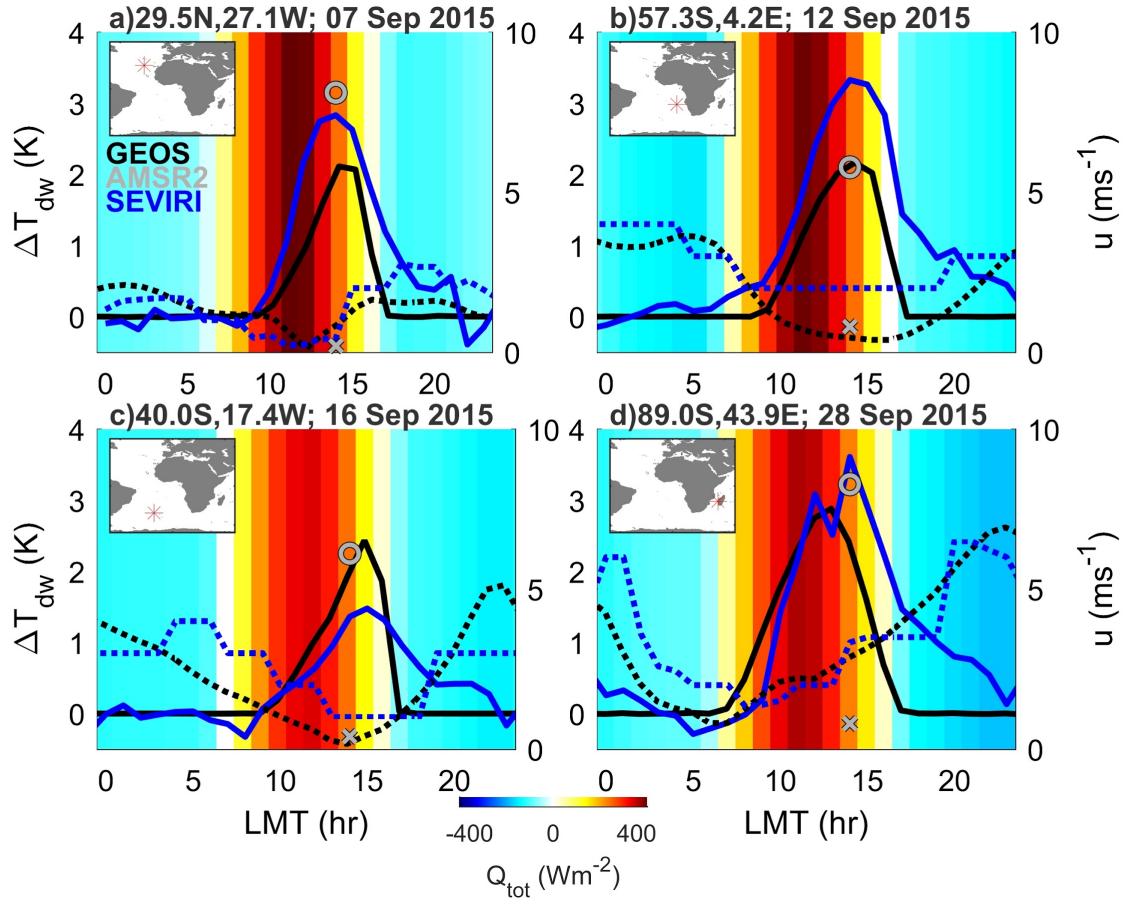 a)29.5N,27.1W; 07 Sep 2015
b)57.3S,4.2E; 12 Sep 2015
4 10 4 10
3 3
GEOS
AMSR2
SEVIRI
2 5 2 5
1 1
0 0
0 0
ΔT_dw (K)
u (ms⁻¹)
0 5 10 15 20
0 5 10 15 20
c)40.0S,17.4W; 16 Sep 2015
d)89.0S,43.9E; 28 Sep 2015
4 10 4 10
3 3
2 5 2 5
1 1
0 0
0 0
ΔT_dw (K)
u (ms⁻¹)
0 5 10 15 20
0 5 10 15 20
LMT (hr)
LMT (hr)
-400 0 400
Q_tot (Wm⁻²)